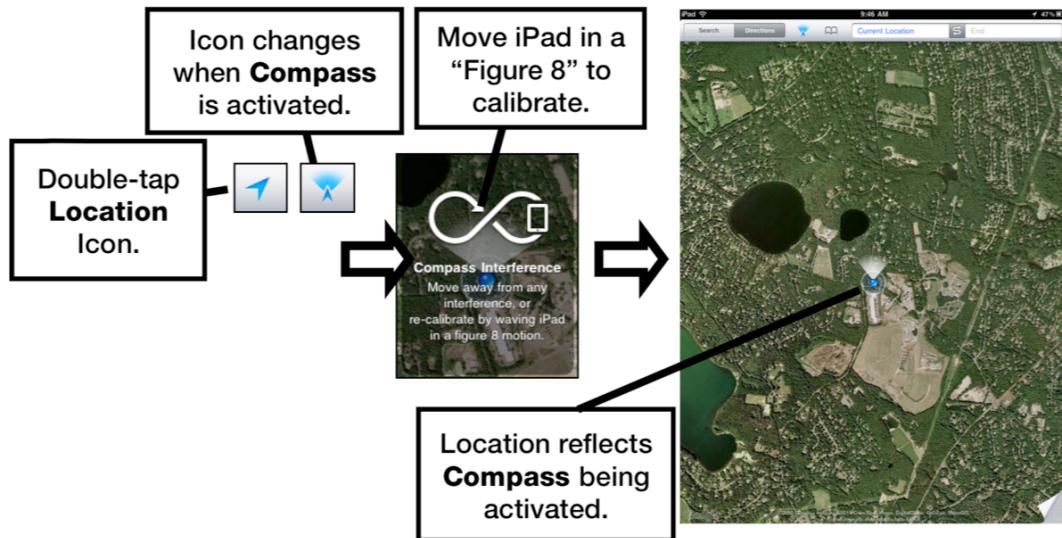 Icon changes
when Compass
is activated.
Move iPad in a
“Figure 8” to
calibrate.
Double-tap
Location
Icon.
Compass Interference
Move away from any
interference, or
re-calibrate by waving iPad
in a figure 8 motion.
Location reflects
Compass being
activated.
iPad 9:46 AM 47%
Search Directions Current Location End